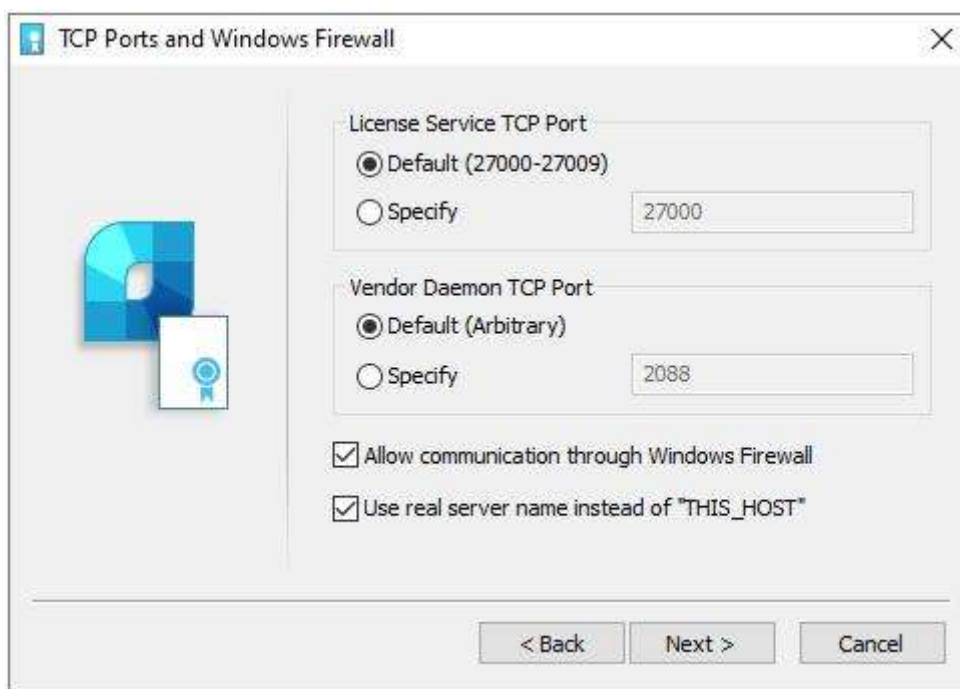 TCP Ports and Windows Firewall
License Service TCP Port
Default (27000-27009)
Specify
27000
Vendor Daemon TCP Port
Default (Arbitrary)
Specify
2088
Allow communication through Windows Firewall
Use real server name instead of "THIS_HOST"
< Back
Next >
Cancel